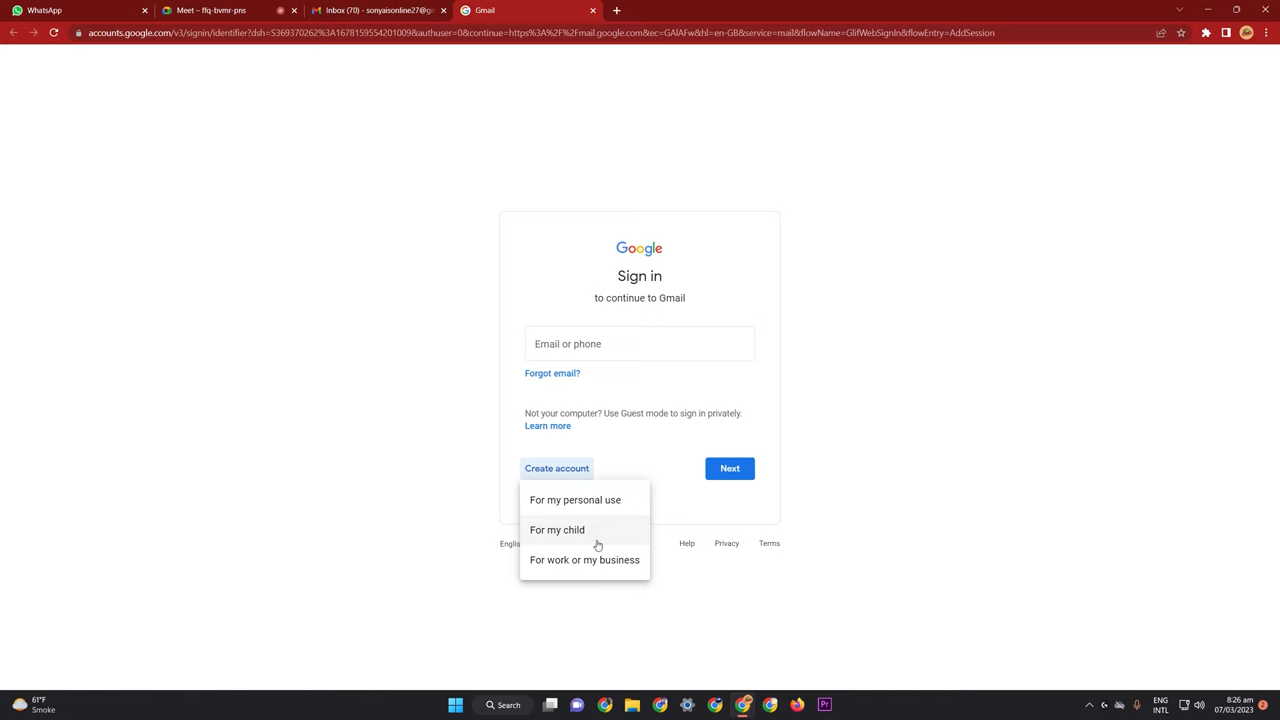 WhatsApp
Meet – ffq-bvmr-pns
Inbox (70) – sonyaisonline27@gm
Gmail
accounts.google.com/v3/signin/identifier?dsh=S369370262%3A1678159554201009&authuser=0&continue=https%3A%2F%2Fmail.google.com&ec=GAlAFw&hl=en-GB&service=mail&flowName=GlifWebSignIn&flowEntry=AddSession
Google
Sign in
to continue to Gmail
Email or phone
Forgot email?
Not your computer? Use Guest mode to sign in privately.
Learn more
Create account
Next
For my personal use
For my child
For work or my business
Englis
Help
Privacy
Terms
61°F
Smoke
Search
Pr
ENG
INTL
8:26 am
07/03/2023
2